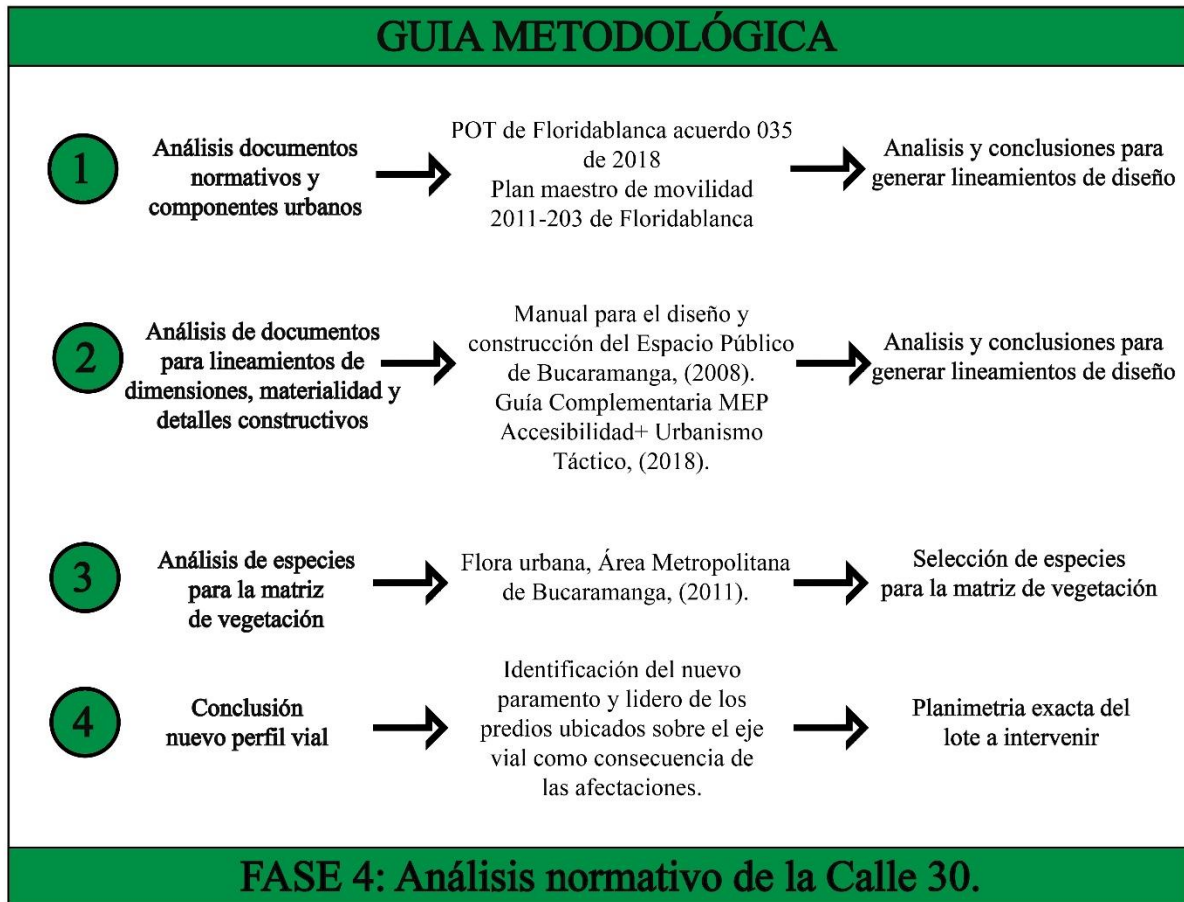 GUIA METODOLÓGICA
1
Análisis documentos
normativos y
componentes urbanos
POT de Floridablanca acuerdo 035
de 2018
Plan maestro de movilidad
2011-203 de Floridablanca
Analisis y conclusiones para
generar lineamientos de diseño
2
Análisis de documentos
para lineamientos de
dimensiones, materialidad y
detalles constructivos
Manual para el diseño y
construcción del Espacio Público
de Bucaramanga, (2008).
Guía Complementaria MEP
Accesibilidad+ Urbanismo
Táctico, (2018).
Analisis y conclusiones para
generar lineamientos de diseño
3
Análisis de especies
para la matriz
de vegetación
Flora urbana, Área Metropolitana
de Bucaramanga, (2011).
Selección de especies
para la matriz de vegetación
4
Conclusión
nuevo perfil vial
Identificación del nuevo
paramento y lidero de los
predios ubicados sobre el eje
vial como consecuencia de
las afectaciones.
Planimetria exacta del
lote a intervenir
FASE 4: Análisis normativo de la Calle 30.